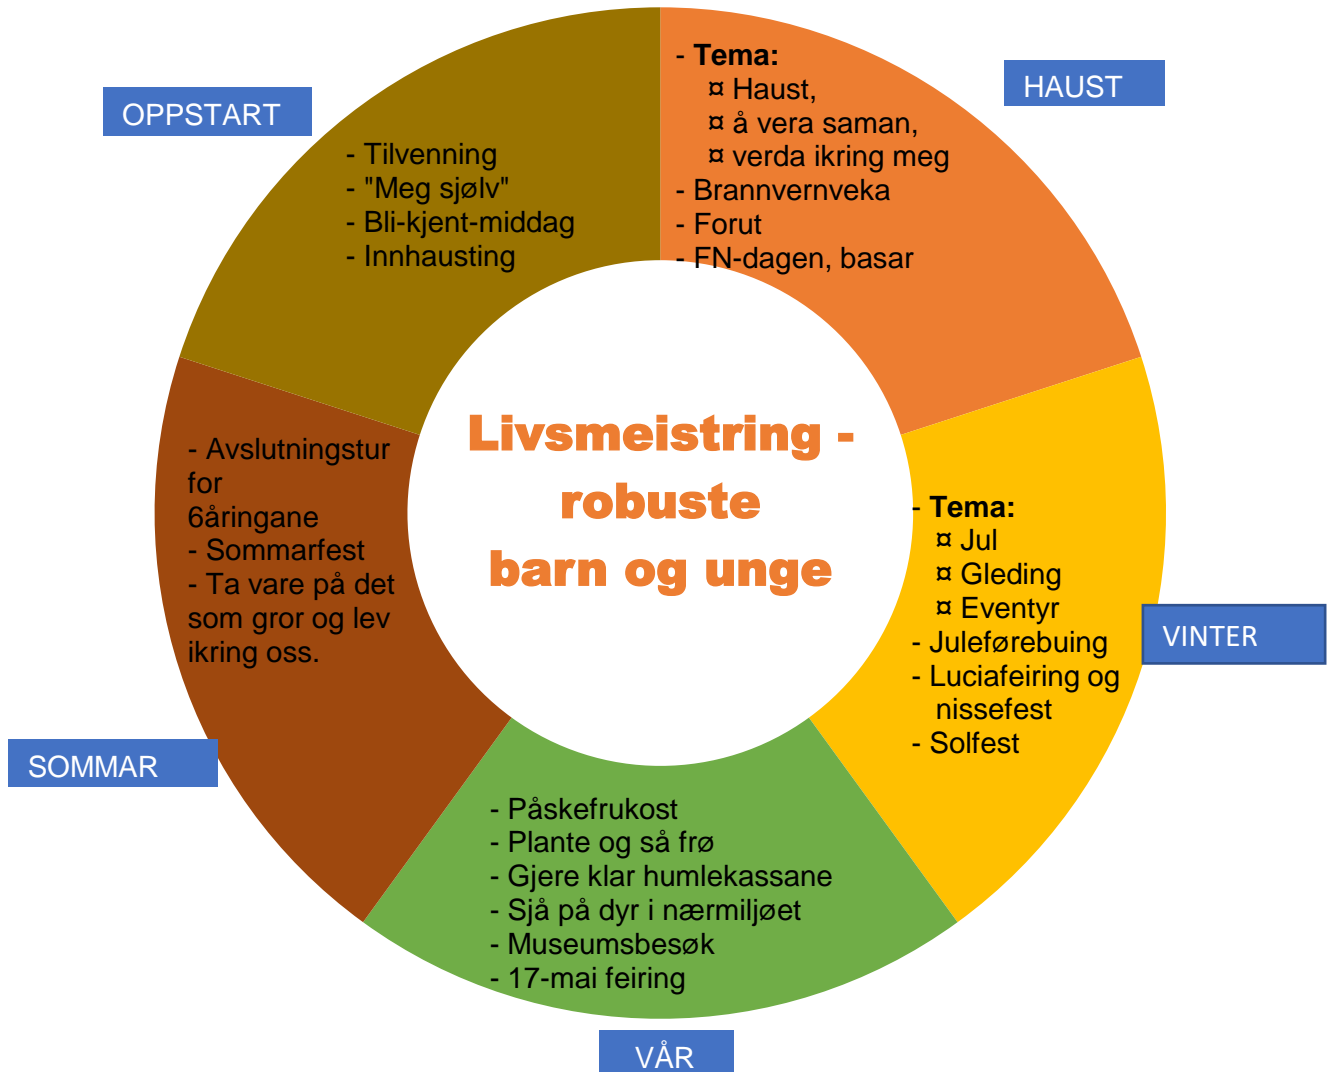 OPPSTART
- Tilvenning
- "Meg sjølv"
- Bli-kjent-middag
- Innhausting
HAUST
- Tema:
¤ Haust,
¤ å vera saman,
¤ verda ikring meg
- Brannvernveka
- Forut
- FN-dagen, basar
Livsmeistring -
robuste
barn og unge
VINTER
- Tema:
¤ Jul
¤ Gleding
¤ Eventyr
- Juleførebuing
- Luciafeiring og
nissefest
- Solfest
VÅR
- Påskefrukost
- Plante og så frø
- Gjere klar humlekassane
- Sjå på dyr i nærmiljøet
- Museumsbesøk
- 17-mai feiring
SOMMAR
- Avslutningstur
for
6åringane
- Sommarfest
- Ta vare på det
som gror og lev
ikring oss.